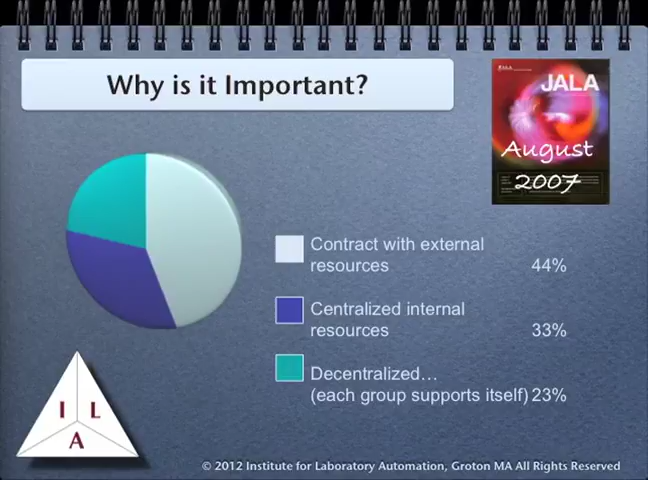 Why is it Important?
JALA
August
2007
Contract with external
resources 44%
Centralized internal
resources 33%
Decentralized…
(each group supports itself) 23%
I L
A
© 2012 Institute for Laboratory Automation, Groton MA All Rights Reserved